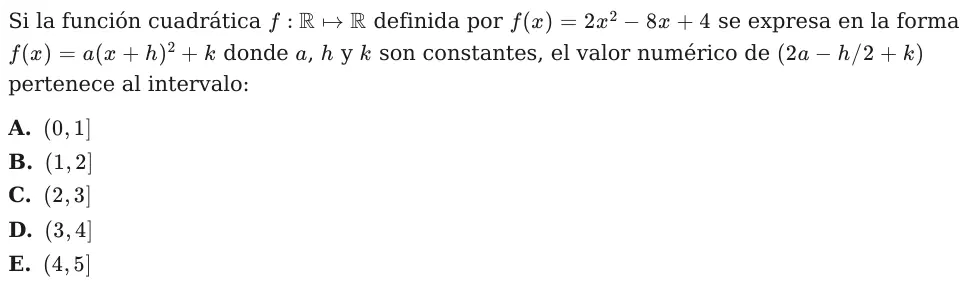 Si la función cuadrática f : ℝ ↦ ℝ definida por f(x) = 2x² − 8x + 4 se expresa en la forma
f(x) = a(x + h)² + k donde a, h y k son constantes, el valor numérico de (2a − h/2 + k)
pertenece al intervalo:
A. (0, 1]
B. (1, 2]
C. (2, 3]
D. (3, 4]
E. (4, 5]